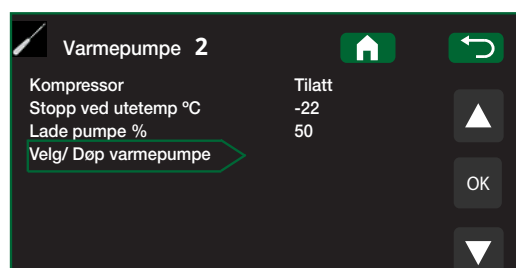 Varmepumpe 2
Kompressor Tilatt
Stopp ved utetemp °C -22
Lade pumpe % 50
Velg/ Døp varmepumpe
OK